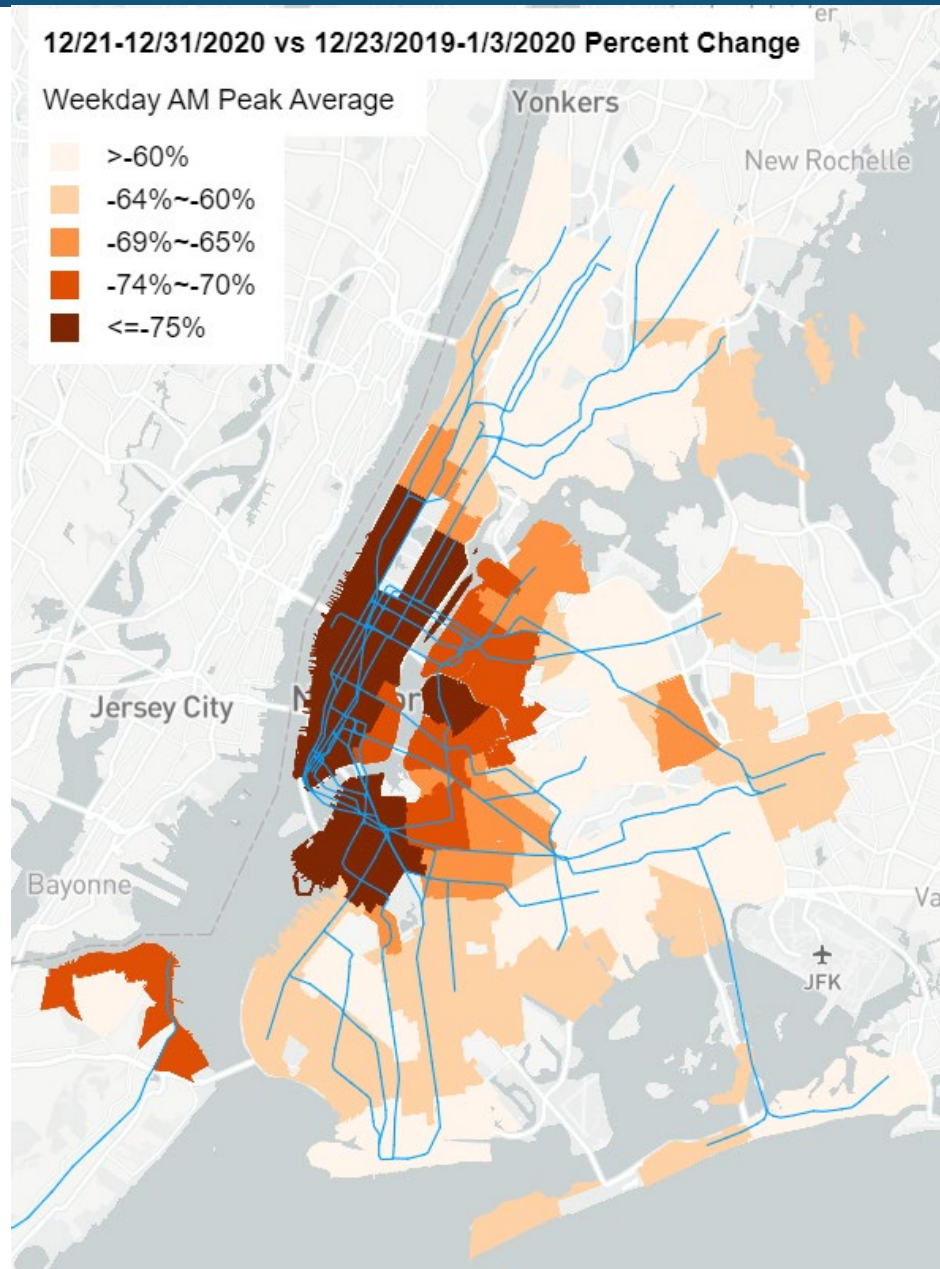 12/21-12/31/2020 vs 12/23/2019-1/3/2020 Percent Change
Weekday AM Peak Average
>-60%
-64%~-60%
-69%~-65%
-74%~-70%
<=-75%
Yonkers
New Rochelle
Jersey City
Bayonne
JFK